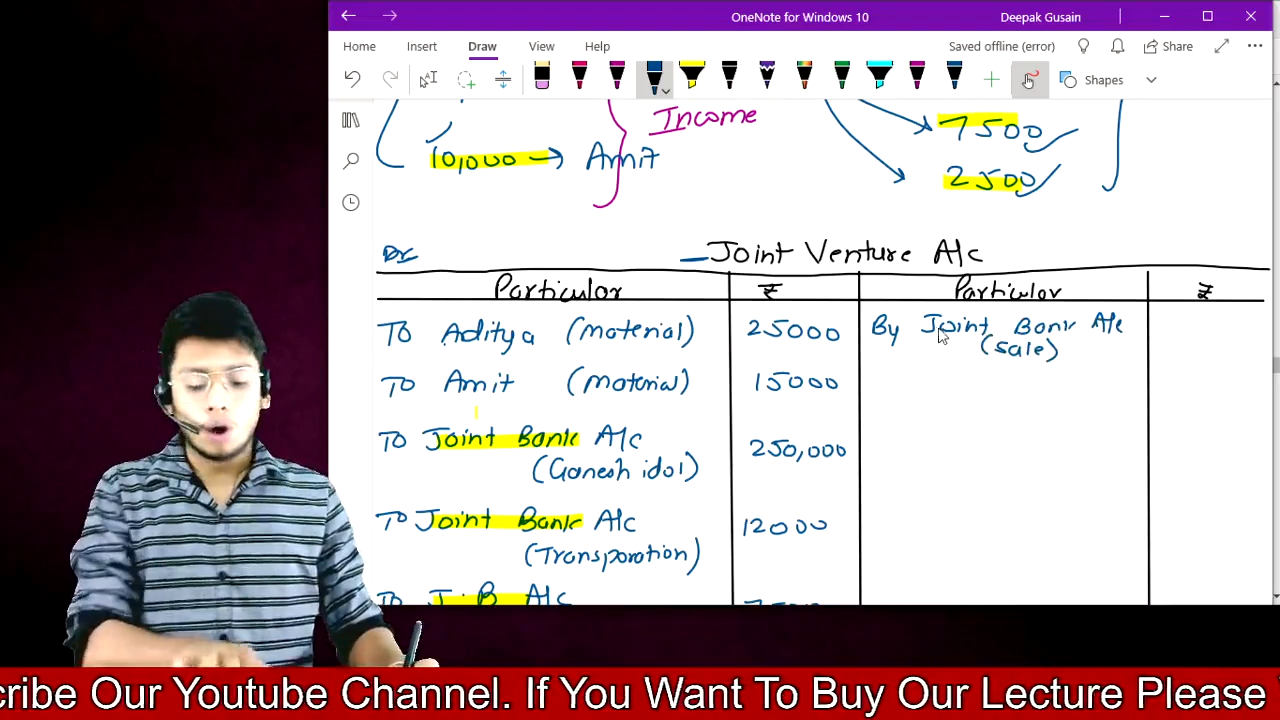 OneNote for Windows 10
Deepak Gusain
Home Insert Draw View Help
Saved offline (error)
Share
Shapes
Income
7500
10,000 → Amit
2500
Dr
Joint Venture A/c
Particular ₹ Particular ₹
To Aditya (Material) 25000 By Joint Bank A/c
(sale)
To Amit (Material) 15000
To Joint Bank A/c
(Ganesh idol) 250,000
To Joint Bank A/c 12000
(Transporation)
To J.B A/c
cribe Our Youtube Channel. If You Want To Buy Our Lecture Please